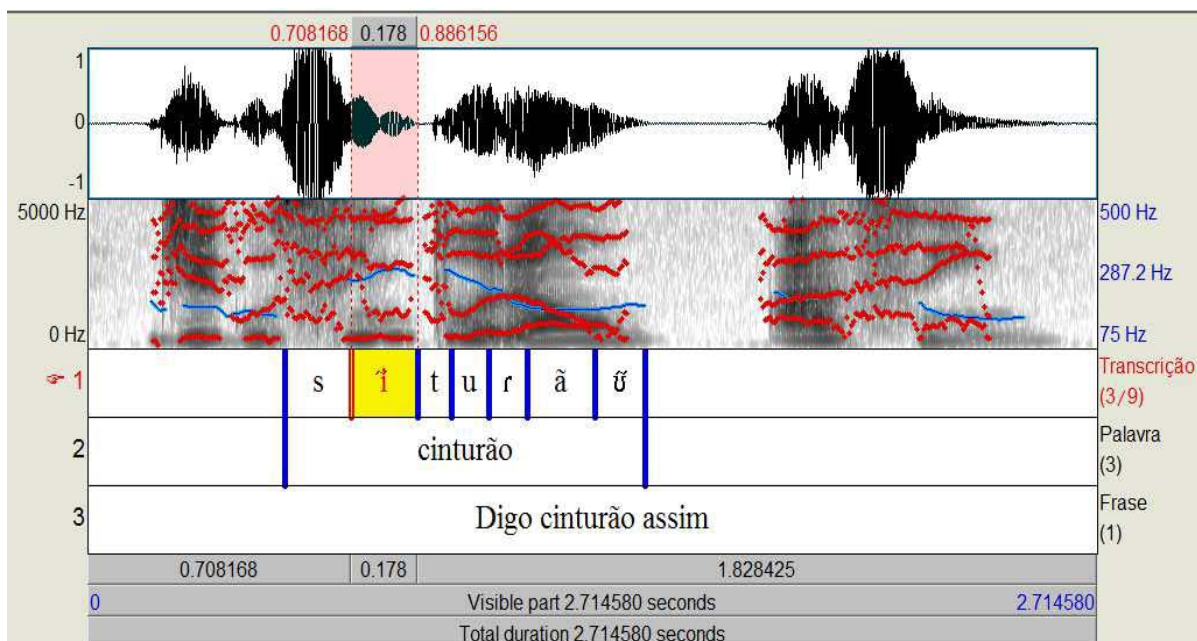 0.708168 0.178 0.886156
1
0
-1
5000 Hz
0 Hz
500 Hz
287.2 Hz
75 Hz
☞ 1 s ĩ t u ɾ ã ʊ̃ Transcrição (3/9)
2 cinturão Palavra (3)
3 Digo cinturão assim Frase (1)
0.708168 0.178 1.828425
0 Visible part 2.714580 seconds 2.714580
Total duration 2.714580 seconds